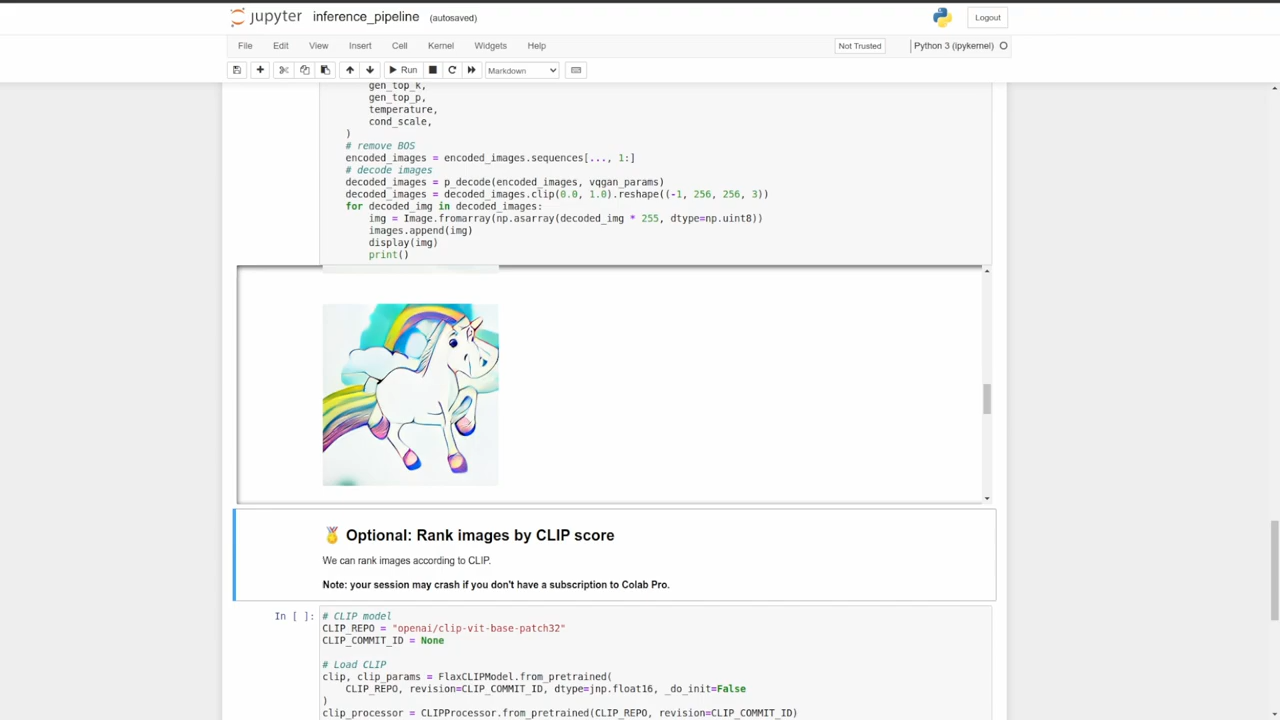 jupyter inference_pipeline (autosaved) Logout
File Edit View Insert Cell Kernel Widgets Help Not Trusted Python 3 (ipykernel)
Run Markdown
gen_top_k,
gen_top_p,
temperature,
cond_scale,
)
# remove BOS
encoded_images = encoded_images.sequences[..., 1:]
# decode images
decoded_images = p_decode(encoded_images, vqgan_params)
decoded_images = decoded_images.clip(0.0, 1.0).reshape((-1, 256, 256, 3))
for decoded_img in decoded_images:
img = Image.fromarray(np.asarray(decoded_img * 255, dtype=np.uint8))
images.append(img)
display(img)
print()
🏅 Optional: Rank images by CLIP score
We can rank images according to CLIP.
Note: your session may crash if you don't have a subscription to Colab Pro.
In [ ]: # CLIP model
CLIP_REPO = "openai/clip-vit-base-patch32"
CLIP_COMMIT_ID = None
# Load CLIP
clip, clip_params = FlaxCLIPModel.from_pretrained(
CLIP_REPO, revision=CLIP_COMMIT_ID, dtype=jnp.float16, _do_init=False
)
clip_processor = CLIPProcessor.from_pretrained(CLIP_REPO, revision=CLIP_COMMIT_ID)